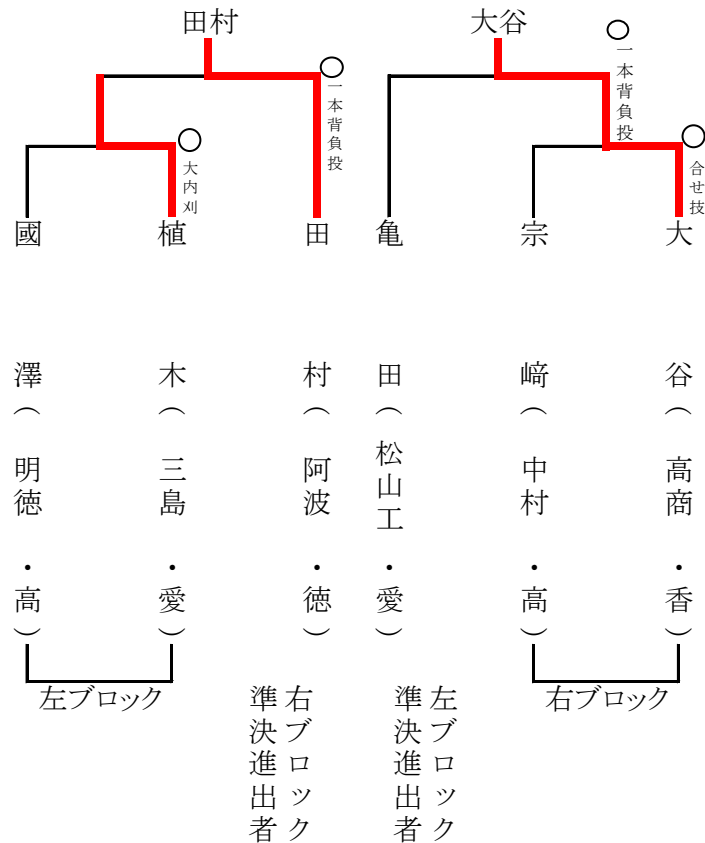 田村
大谷
○
一本背負投
○
一本背負投
○
大内刈
○
合せ技
國澤(明徳・高)
植木(三島・愛)
田村(阿波・徳)
亀田(松山工・愛)
宗﨑(中村・高)
大谷(高商・香)
左ブロック
右ブロック
準決進出者
左ブロック
準決進出者
右ブロック